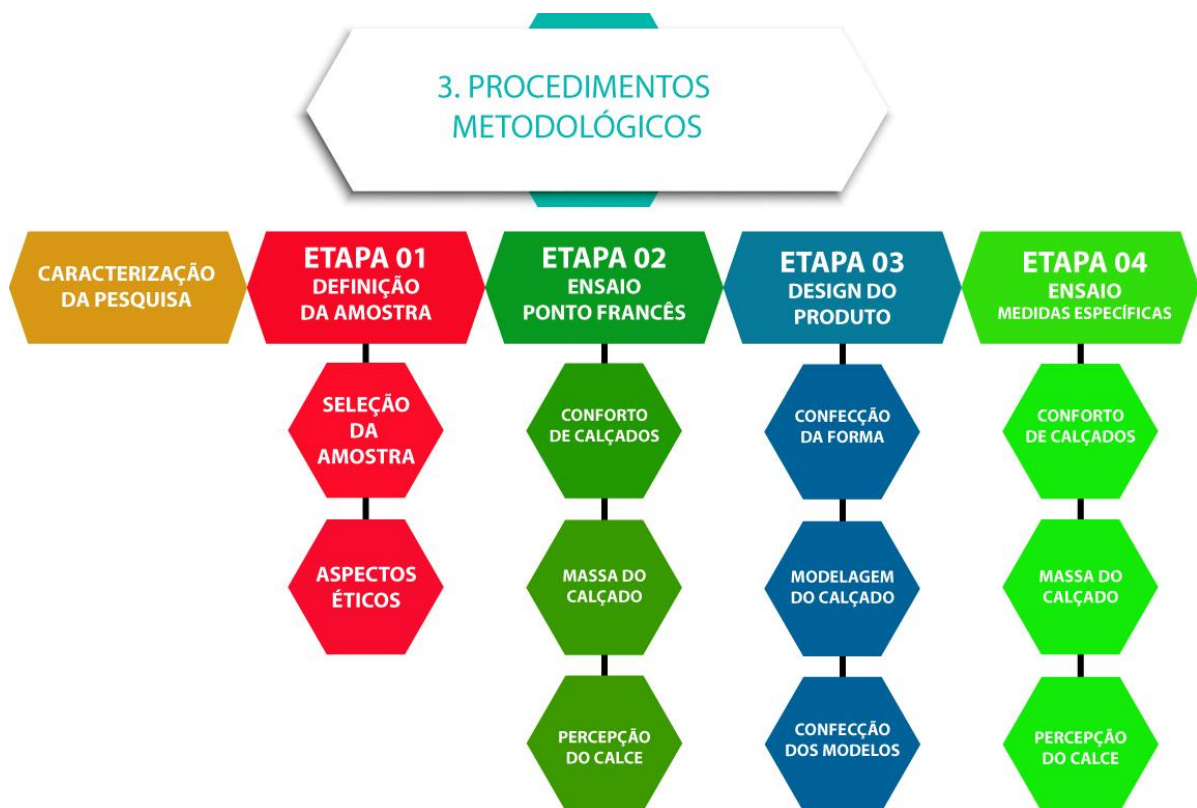 3. PROCEDIMENTOS
METODOLÓGICOS
CARACTERIZAÇÃO
DA PESQUISA
ETAPA 01
DEFINIÇÃO
DA AMOSTRA
SELEÇÃO
DA
AMOSTRA
ASPECTOS
ÉTICOS
ETAPA 02
ENSAIO
PONTO FRANCÊS
CONFORTO
DE CALÇADOS
MASSA DO
CALÇADO
PERCEPÇÃO
DO CALCE
ETAPA 03
DESIGN DO
PRODUTO
CONFECÇÃO
DA FORMA
MODELAGEM
DO CALÇADO
CONFECÇÃO
DOS MODELOS
ETAPA 04
ENSAIO
MEDIDAS ESPECÍFICAS
CONFORTO
DE CALÇADOS
MASSA DO
CALÇADO
PERCEPÇÃO
DO CALCE